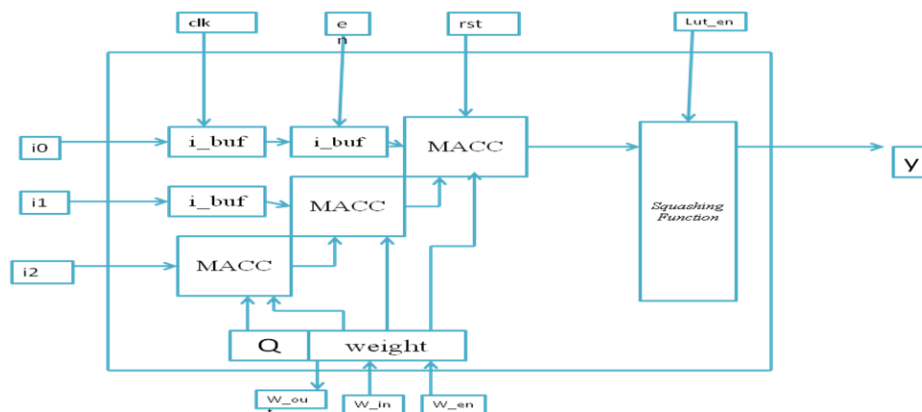 clk
e
n
rst
Lut_en
i0
i_buf
i_buf
MACC
y
i1
i_buf
MACC
Squashing
Function
i2
MACC
Q
weight
W_ou
W_in
W_en